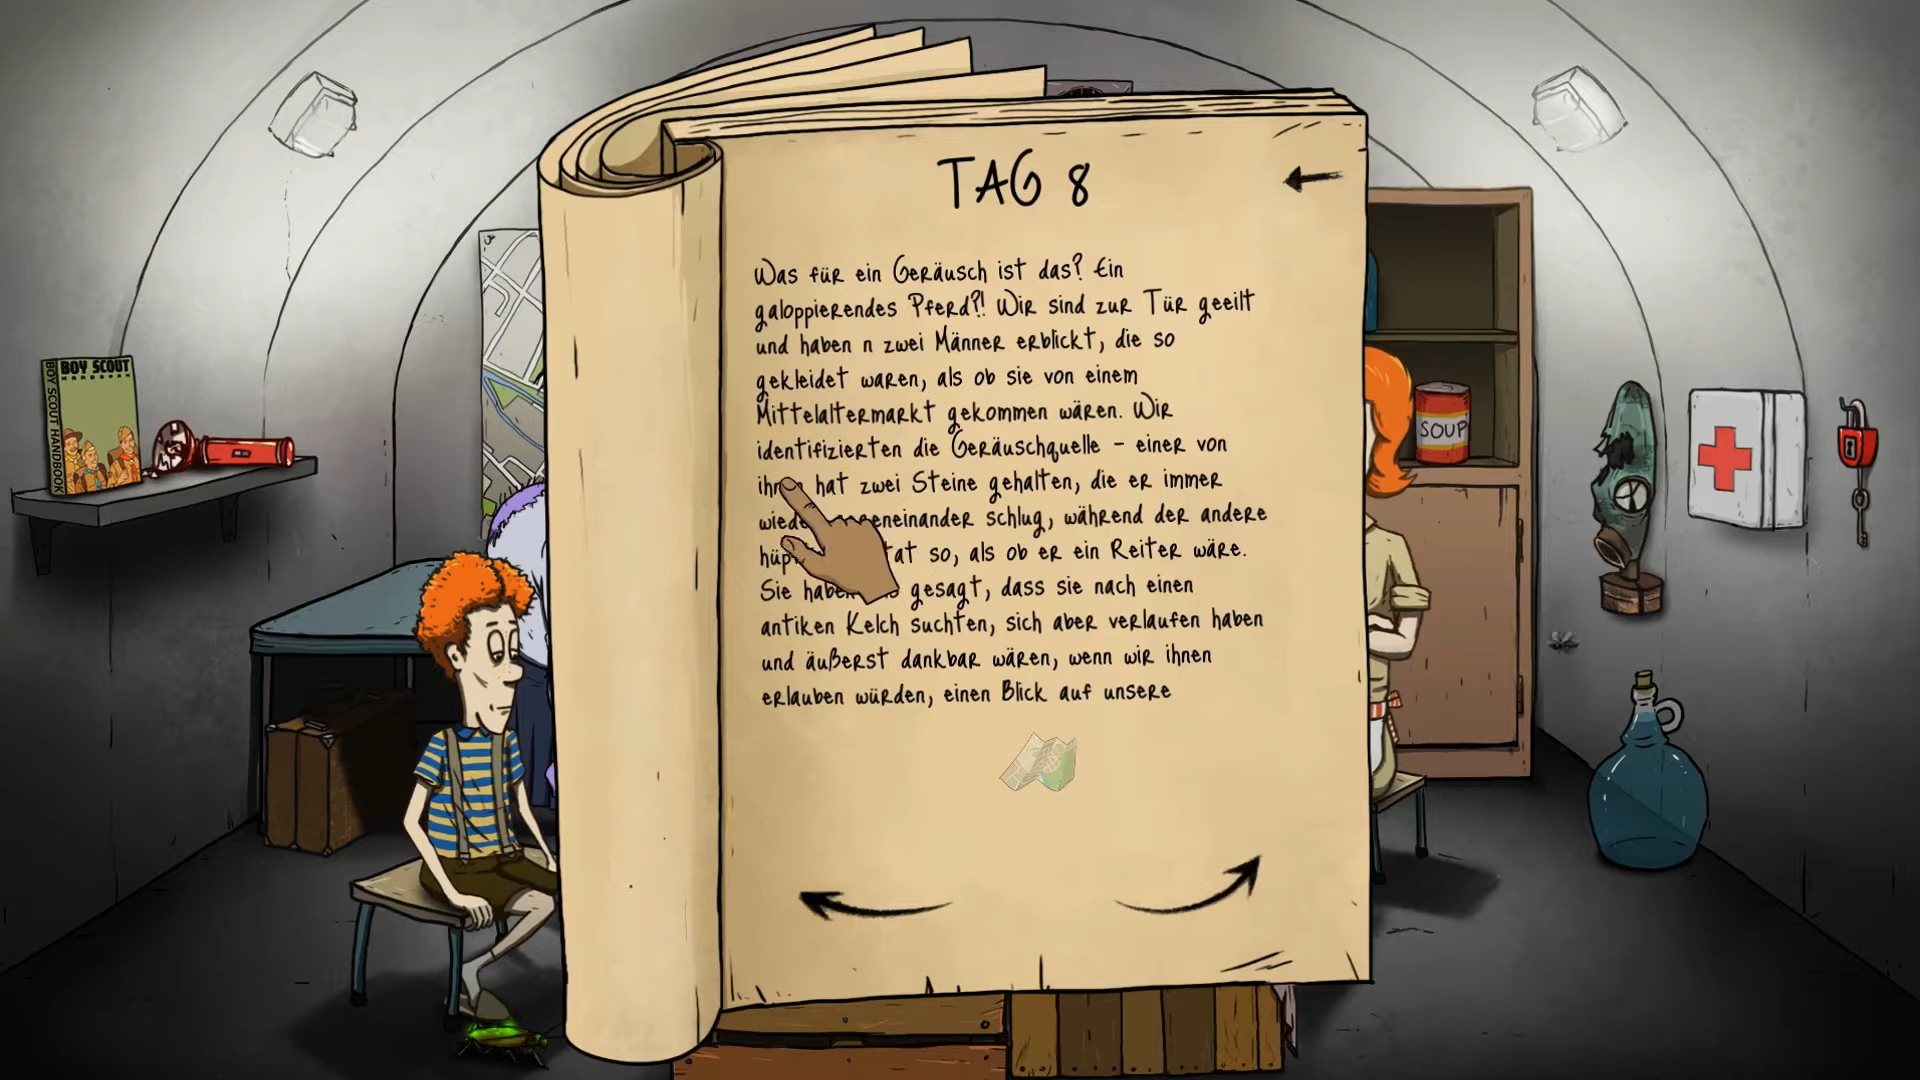 BOY SCOUT
HANDBOOK
BOY SCOUT HANDBOOK
TAG 8
Was für ein Geräusch ist das? Ein
galoppierendes Pferd?! Wir sind zur Tür geeilt
und haben n zwei Männer erblickt, die so
gekleidet waren, als ob sie von einem
Mittelaltermarkt gekommen wären. Wir
identifizierten die Geräuschquelle - einer von
hat zwei Steine gehalten, die er immer
schlug, während der andere
tat so, als ob er ein Reiter wäre.
Sie gesagt, dass sie nach einen
antiken Kelch suchten, sich aber verlaufen haben
und äußerst dankbar wären, wenn wir ihnen
erlauben würden, einen Blick auf unsere
SOUP